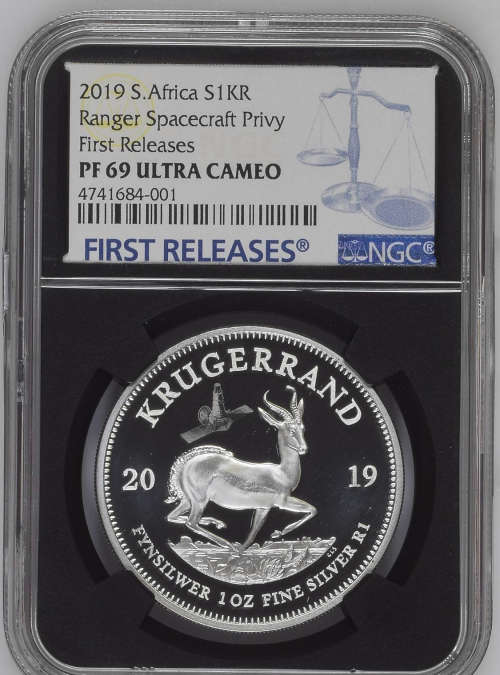 2019 S.Africa S1KR
Ranger Spacecraft Privy
First Releases
PF 69 ULTRA CAMEO
4741684-001
FIRST RELEASES®
NGC®
KRUGERRAND
20 19
FYNSILWER 1 OZ FINE SILVER R1